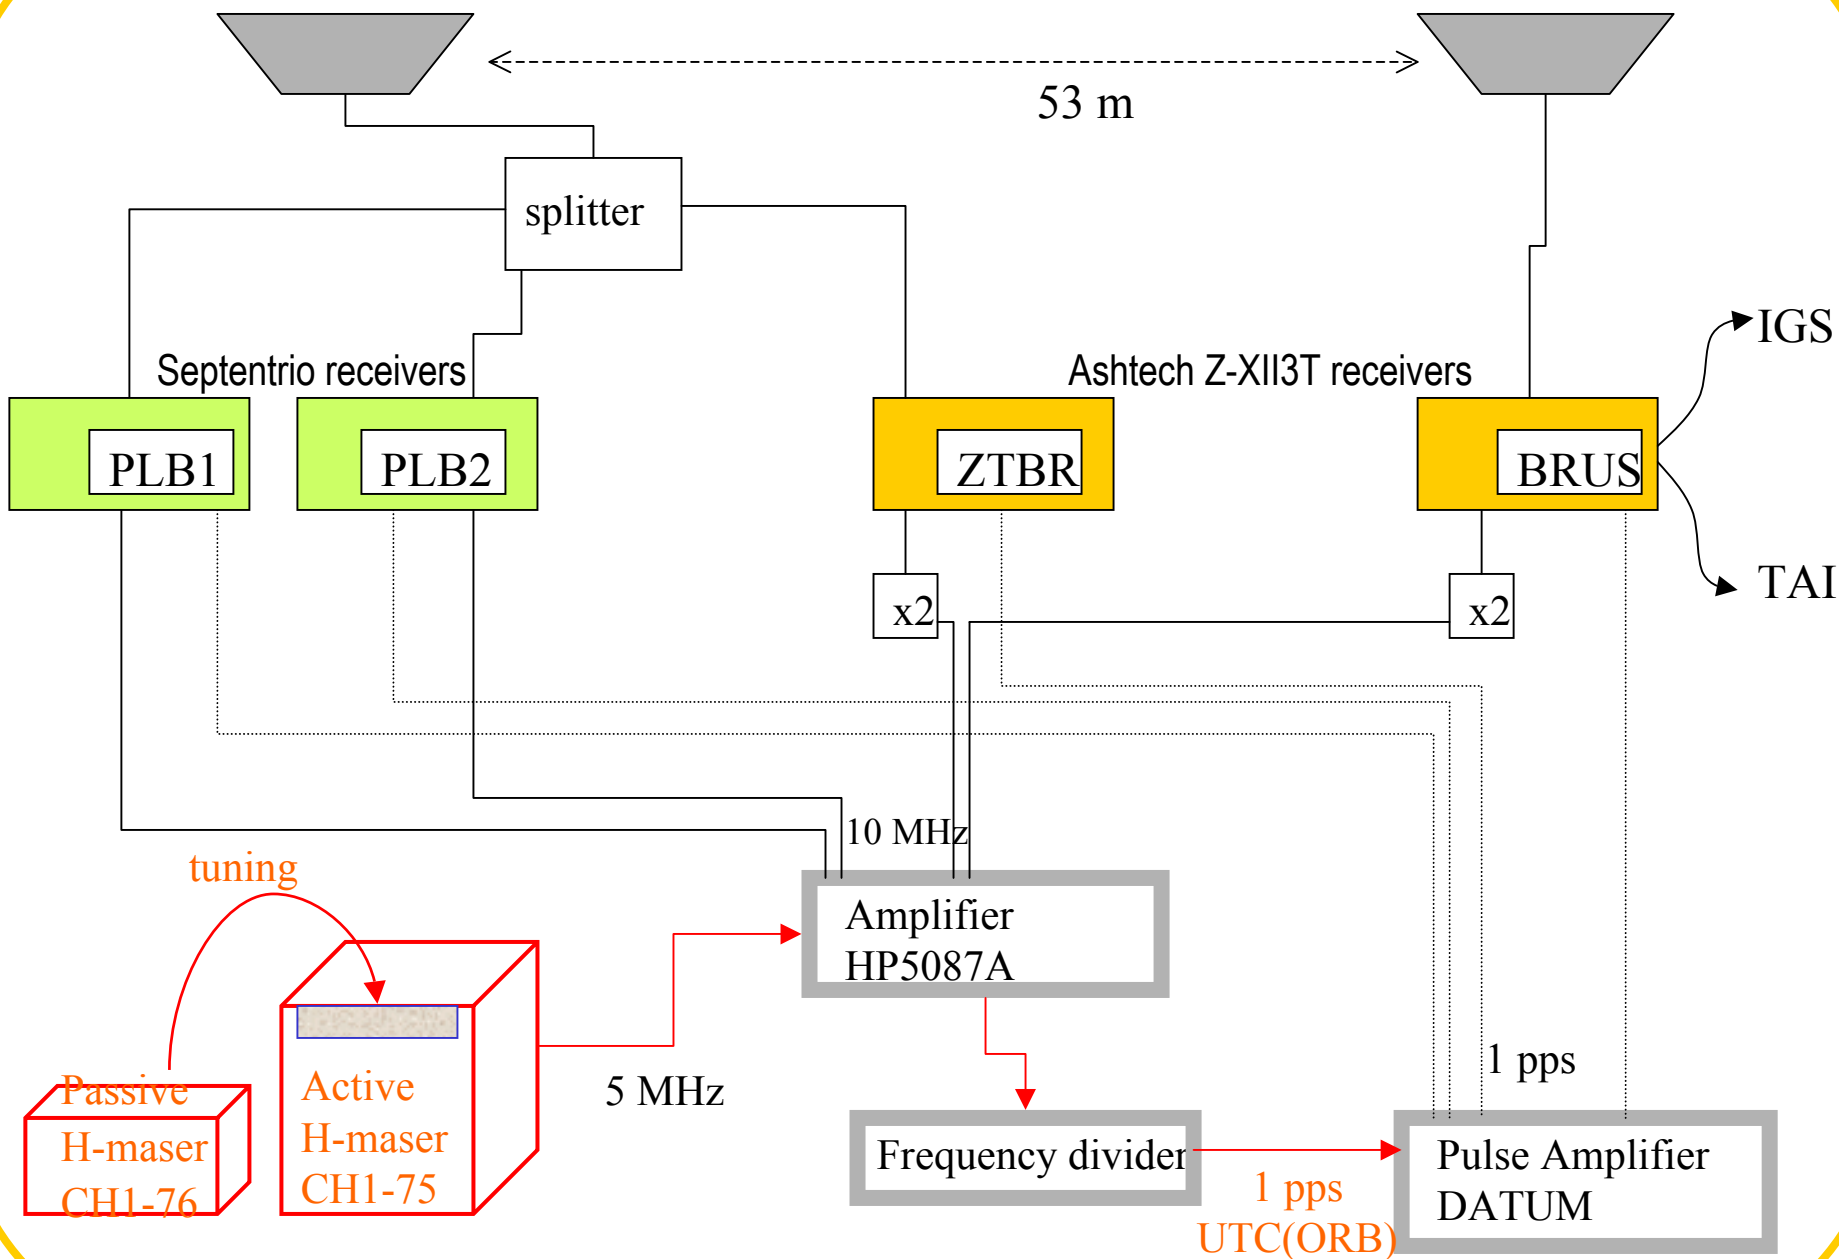 53 m
splitter
IGS
Septentrio receivers
Ashtech Z-XII3T receivers
PLB1
PLB2
ZTBR
BRUS
TAI
x2
x2
10 MHz
tuning
Amplifier
HP5087A
5 MHz
1 pps
Passive
H-maser
CH1-76
Active
H-maser
CH1-75
Frequency divider
1 pps
UTC(ORB)
Pulse Amplifier
DATUM